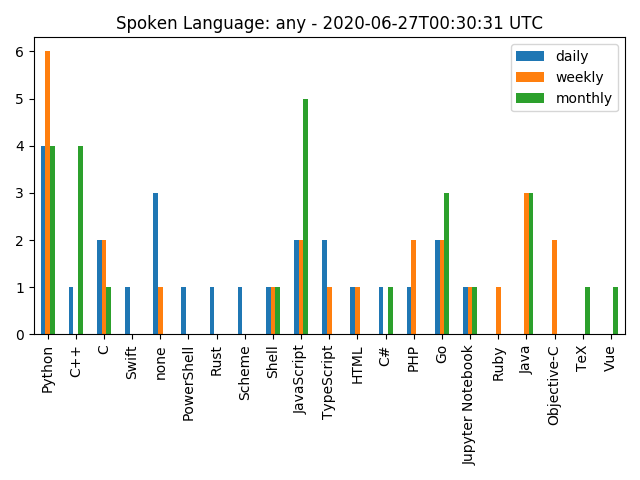 Spoken Language: any - 2020-06-27T00:30:31 UTC
daily
weekly
monthly
6
5
4
3
2
1
0
Python
C++
C
Swift
none
PowerShell
Rust
Scheme
Shell
JavaScript
TypeScript
HTML
C#
PHP
Go
Jupyter Notebook
Ruby
Java
Objective-C
TeX
Vue